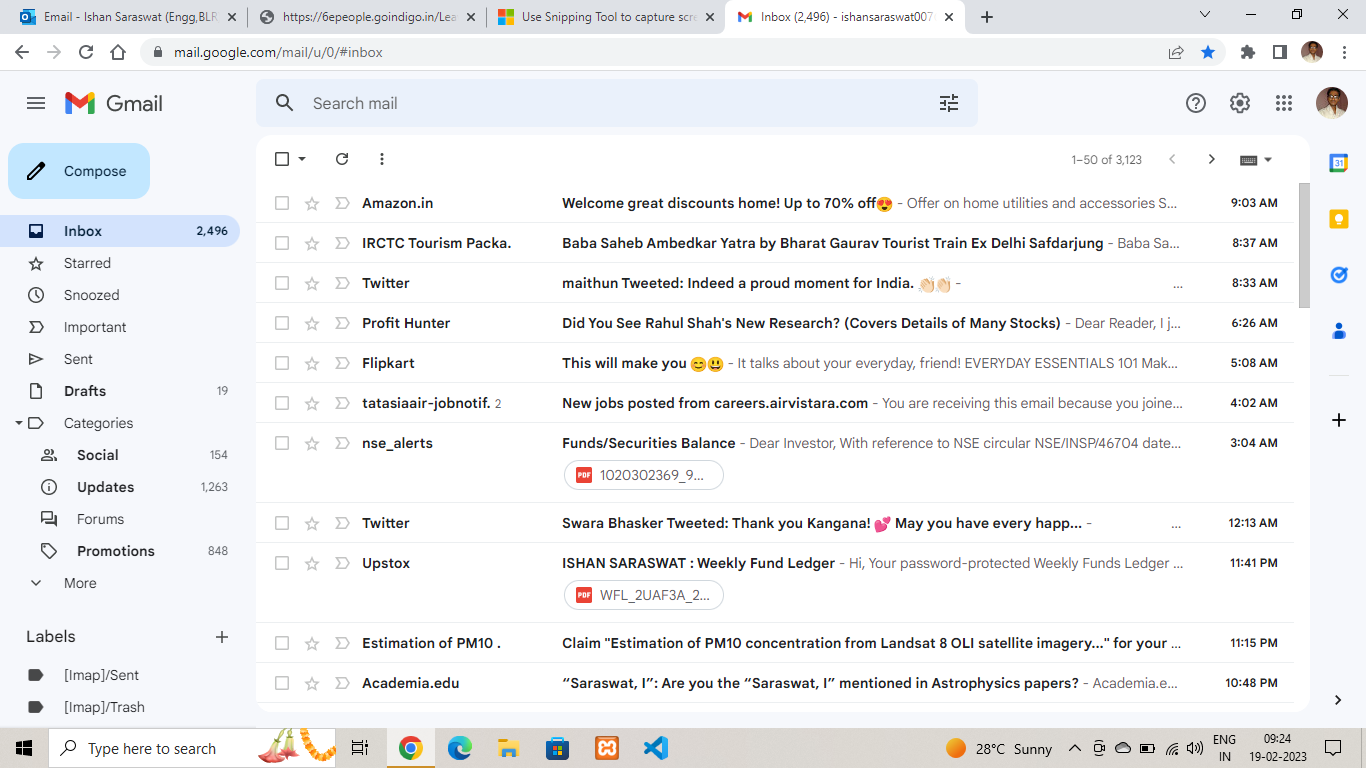 Email - Ishan Saraswat (Engg,BLR
https://6epeople.goindigo.in/Lea
Use Snipping Tool to capture scre
Inbox (2,496) - ishansaraswat007
mail.google.com/mail/u/0/#inbox
Gmail
Search mail
Compose
1–50 of 3,123
Inbox 2,496
Starred
Snoozed
Important
Sent
Drafts 19
Categories
Social 154
Updates 1,263
Forums
Promotions 848
More
Labels
[Imap]/Sent
[Imap]/Trash
Amazon.in Welcome great discounts home! Up to 70% off😍 - Offer on home utilities and accessories S... 9:03 AM
IRCTC Tourism Packa. Baba Saheb Ambedkar Yatra by Bharat Gaurav Tourist Train Ex Delhi Safdarjung - Baba Sa... 8:37 AM
Twitter maithun Tweeted: Indeed a proud moment for India. 👏🏻👏🏻 - ... 8:33 AM
Profit Hunter Did You See Rahul Shah's New Research? (Covers Details of Many Stocks) - Dear Reader, I j... 6:26 AM
Flipkart This will make you 😊😃 - It talks about your everyday, friend! EVERYDAY ESSENTIALS 101 Mak... 5:08 AM
tatasiaair-jobnotif. 2 New jobs posted from careers.airvistara.com - You are receiving this email because you joine... 4:02 AM
nse_alerts Funds/Securities Balance - Dear Investor, With reference to NSE circular NSE/INSP/46704 date... 3:04 AM
PDF 1020302369_9...
Twitter Swara Bhasker Tweeted: Thank you Kangana! 💕 May you have every happ... - ... 12:13 AM
Upstox ISHAN SARASWAT : Weekly Fund Ledger - Hi, Your password-protected Weekly Funds Ledger ... 11:41 PM
PDF WFL_2UAF3A_2...
Estimation of PM10 . Claim "Estimation of PM10 concentration from Landsat 8 OLI satellite imagery..." for your ... 11:15 PM
Academia.edu “Saraswat, I”: Are you the “Saraswat, I” mentioned in Astrophysics papers? - Academia.e... 10:48 PM
31
Type here to search
28°C Sunny
ENG
IN
09:24
19-02-2023